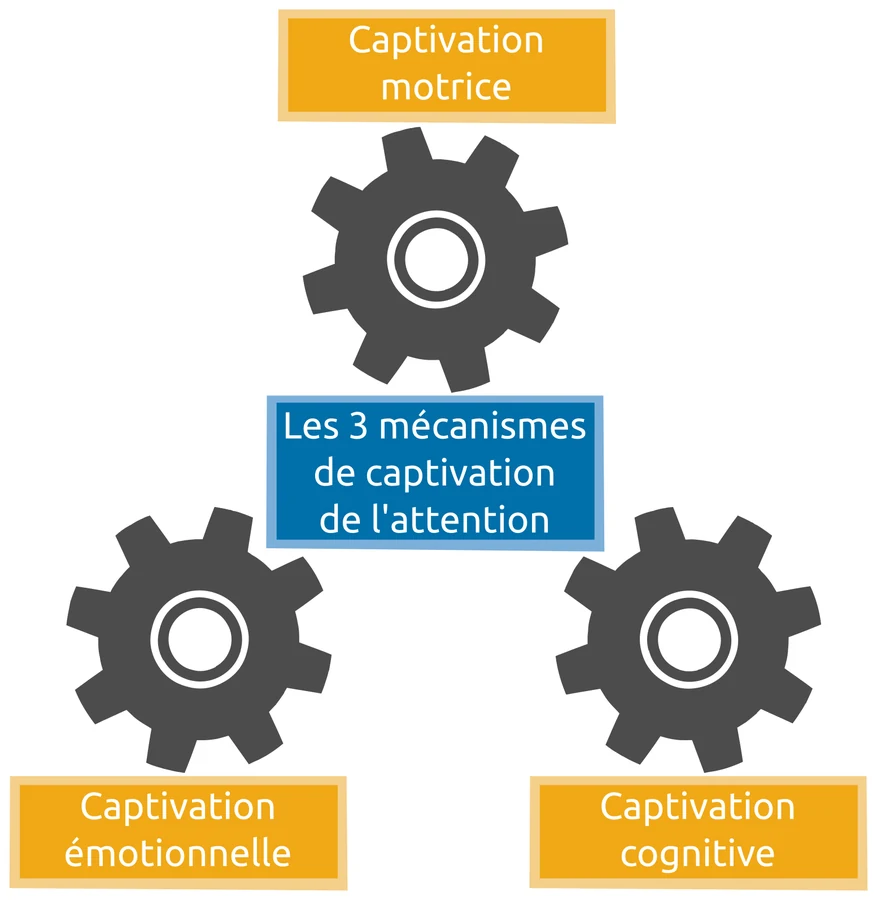 Captivation
motrice
Les 3 mécanismes
de captivation
de l'attention
Captivation
émotionnelle
Captivation
cognitive